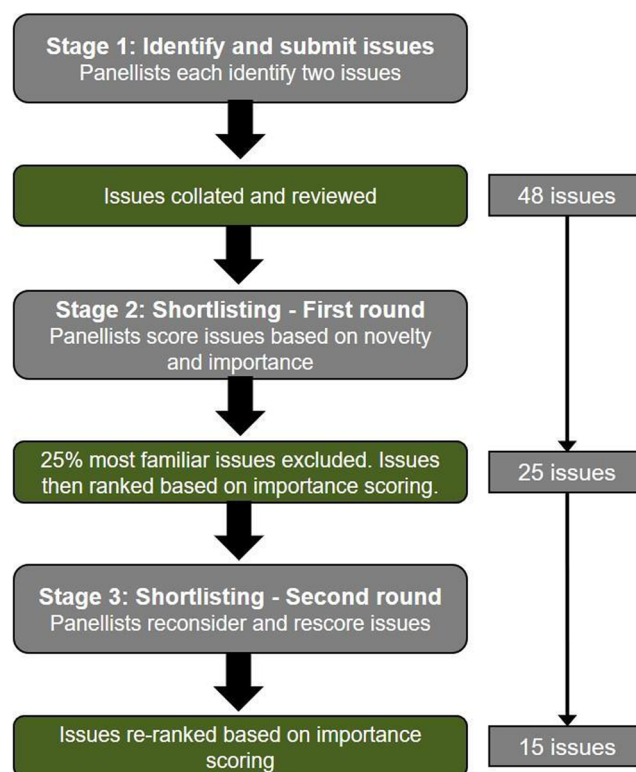 Stage 1: Identify and submit issues
Panellists each identify two issues
Issues collated and reviewed
48 issues
Stage 2: Shortlisting - First round
Panellists score issues based on novelty
and importance
25% most familiar issues excluded. Issues
then ranked based on importance scoring.
25 issues
Stage 3: Shortlisting - Second round
Panellists reconsider and rescore issues
Issues re-ranked based on importance
scoring
15 issues